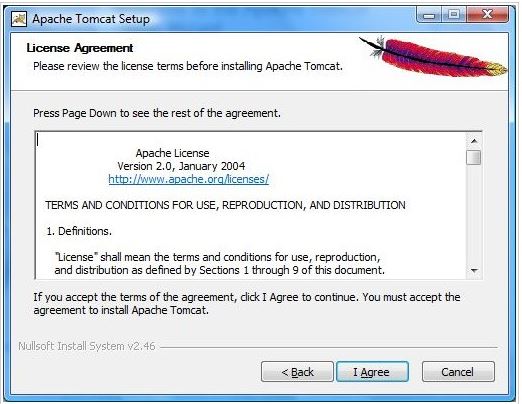 Apache Tomcat Setup
License Agreement
Please review the license terms before installing Apache Tomcat.
Press Page Down to see the rest of the agreement.
Apache License
Version 2.0, January 2004
http://www.apache.org/licenses/
TERMS AND CONDITIONS FOR USE, REPRODUCTION, AND DISTRIBUTION
1. Definitions.
"License" shall mean the terms and conditions for use, reproduction,
and distribution as defined by Sections 1 through 9 of this document.
If you accept the terms of the agreement, click I Agree to continue. You must accept the
agreement to install Apache Tomcat.
Nullsoft Install System v2.46
< Back I Agree Cancel